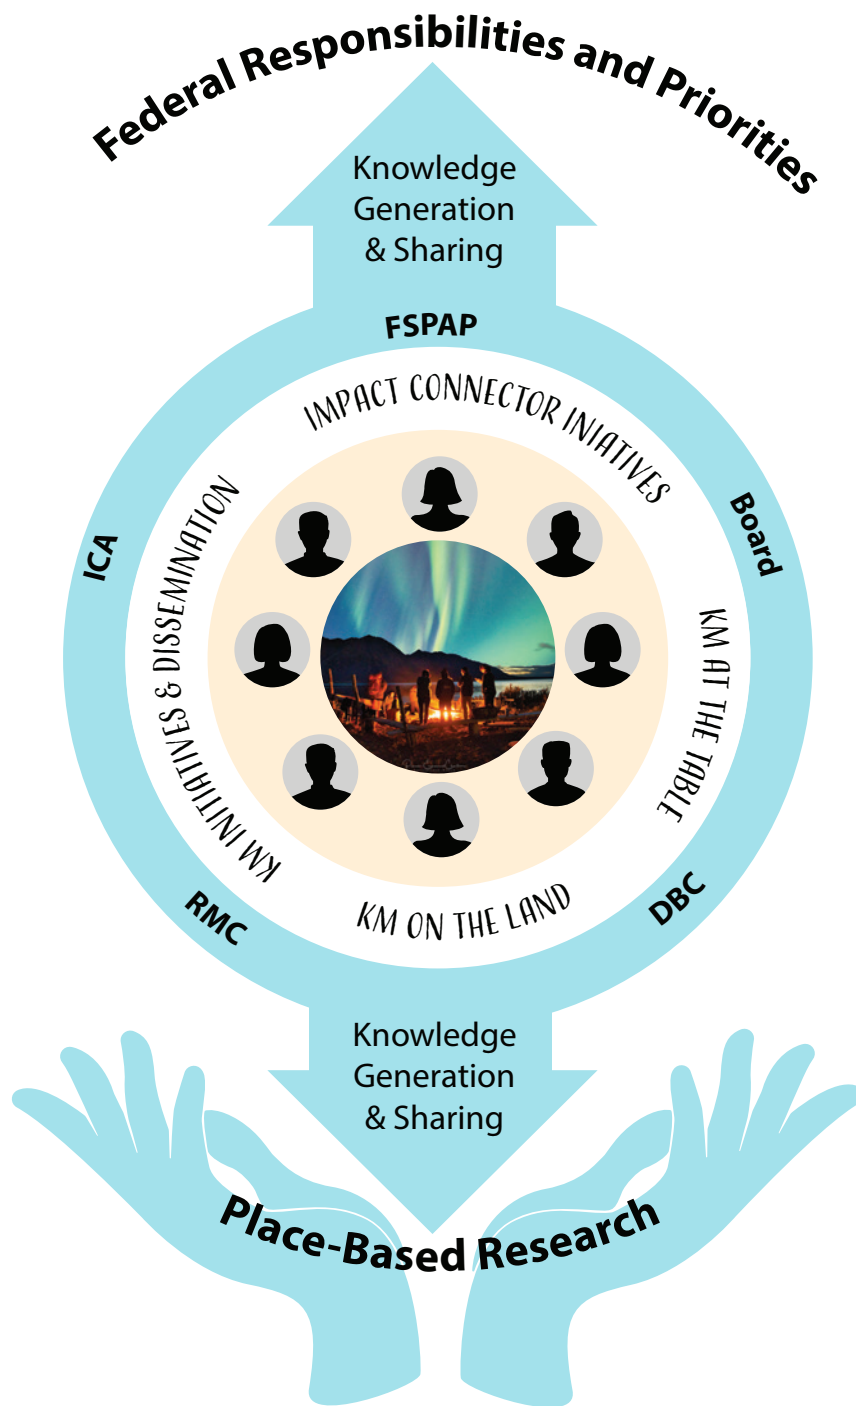 Federal Responsibilities and Priorities
Knowledge
Generation
& Sharing
FSPAP
IMPACT CONNECTOR INIATIVES
Board
ICA
KM INITIATIVES & DISSEMINATION
KM AT THE TABLE
KM ON THE LAND
RMC
DBC
Knowledge
Generation
& Sharing
Place-Based Research